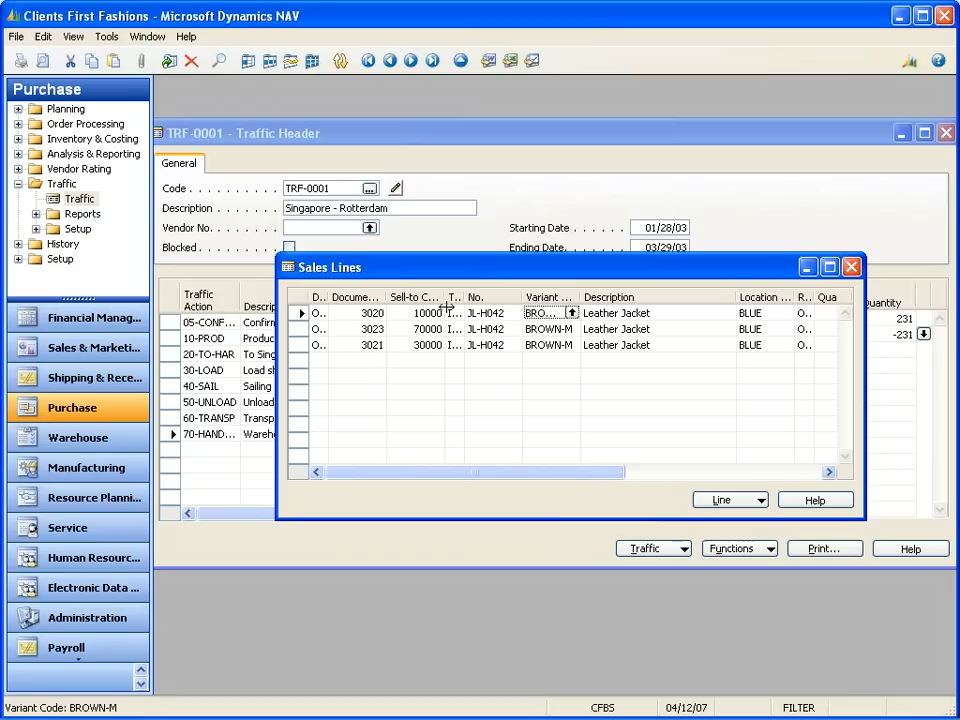 Clients First Fashions - Microsoft Dynamics NAV
File Edit View Tools Window Help
Purchase
Planning
Order Processing
Inventory & Costing
Analysis & Reporting
Vendor Rating
Traffic
Traffic
Reports
Setup
History
Setup
Financial Manag...
Sales & Marketi...
Shipping & Rece...
Purchase
Warehouse
Manufacturing
Resource Planni...
Service
Human Resourc...
Electronic Data ...
Administration
Payroll
TRF-0001 - Traffic Header
General
Code . . . . . . . . . . TRF-0001 ...
Description . . . . . . . Singapore - Rotterdam
Vendor No. . . . . . . .
Starting Date . . . . . . 01/28/03
Blocked . . . . . . . . .
Ending Date. . . . . . . 03/29/03
Traffic Action Descrip
05-CONF... Confirm
10-PROD Produc
20-TO-HAR To Sing
30-LOAD Load sh
40-SAIL Sailing
50-UNLOAD Unload
60-TRANSP Transp
70-HAND... Wareh
Quantity
231
-231
Sales Lines
D.. Docume... Sell-to C... T.. No. Variant ... Description Location ... R.. Qua
O.. 3020 10000 I... JL-H042 BRO... Leather Jacket BLUE O..
O.. 3023 70000 I... JL-H042 BROWN-M Leather Jacket BLUE O..
O.. 3021 30000 I... JL-H042 BROWN-M Leather Jacket BLUE O..
Line Help
Traffic Functions Print... Help
Variant Code: BROWN-M CFBS 04/12/07 FILTER